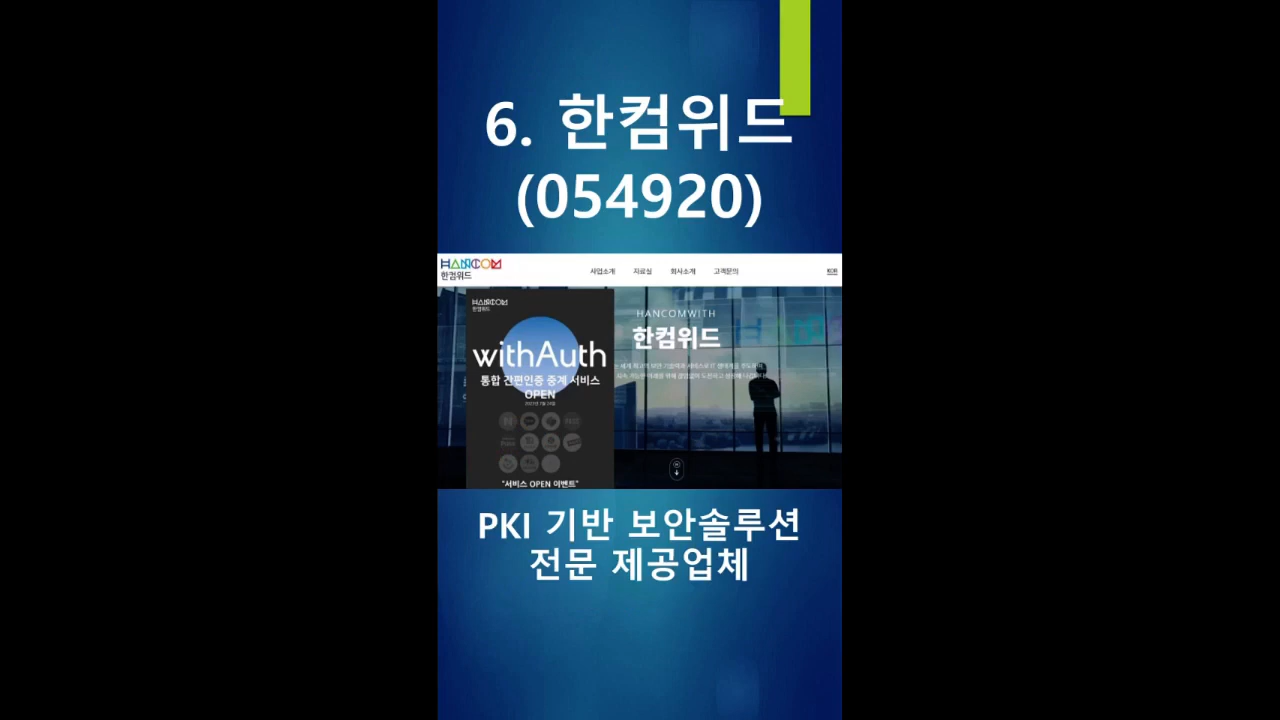 6. 한컴위드
(054920)
HANCOM
한컴위드
사업소개 자료실 회사소개 고객문의
KOR
HANCOM
한컴위드
withAuth
통합 간편인증 중계 서비스
OPEN
"서비스 OPEN 이벤트"
HANCOMWITH
한컴위드
PKI 기반 보안솔루션
전문 제공업체